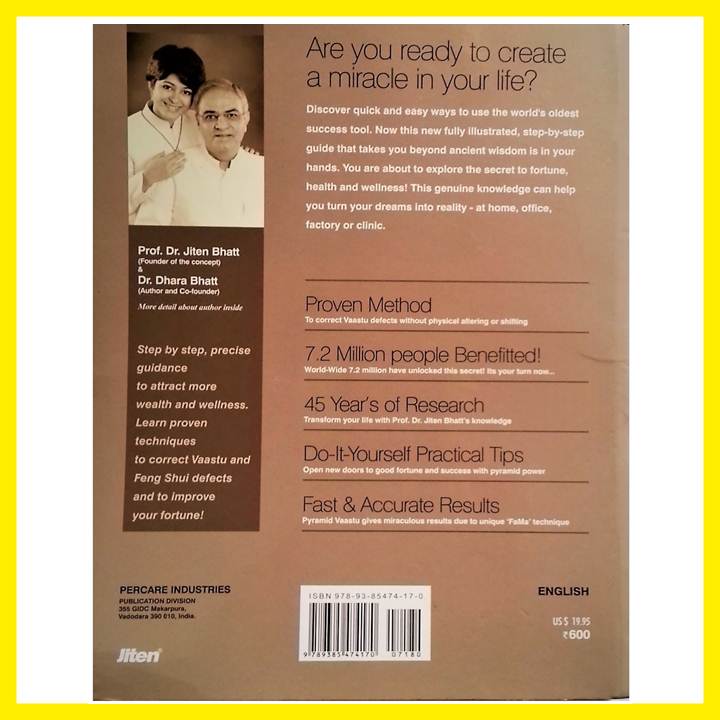 Are you ready to create
a miracle in your life?
Discover quick and easy ways to use the world's oldest
success tool. Now this new fully illustrated, step-by-step
guide that takes you beyond ancient wisdom is in your
hands. You are about to explore the secret to fortune,
health and wellness! This genuine knowledge can help
you turn your dreams into reality - at home, office,
factory or clinic.
Prof. Dr. Jiten Bhatt
(Founder of the concept)
&
Dr. Dhara Bhatt
(Author and Co-founder)
More detail about author inside
Step by step, precise
guidance
to attract more
wealth and wellness.
Learn proven
techniques
to correct Vaastu and
Feng Shui defects
and to improve
your fortune!
Proven Method
To correct Vaastu defects without physical altering or shifting
7.2 Million people Benefitted!
World-Wide 7.2 million have unlocked this secret! Its your turn now...
45 Year's of Research
Transform your life with Prof. Dr. Jiten Bhatt's knowledge
Do-It-Yourself Practical Tips
Open new doors to good fortune and success with pyramid power
Fast & Accurate Results
Pyramid Vaastu gives miraculous results due to unique 'FaMa' technique
PERCARE INDUSTRIES
PUBLICATION DIVISION
355 GIDC Makarpura,
Vadodara 390 010, India.
Jiten®
ISBN 978-93-85474-17-0
9 789385 474170
07180
ENGLISH
US $ 19.95
₹600